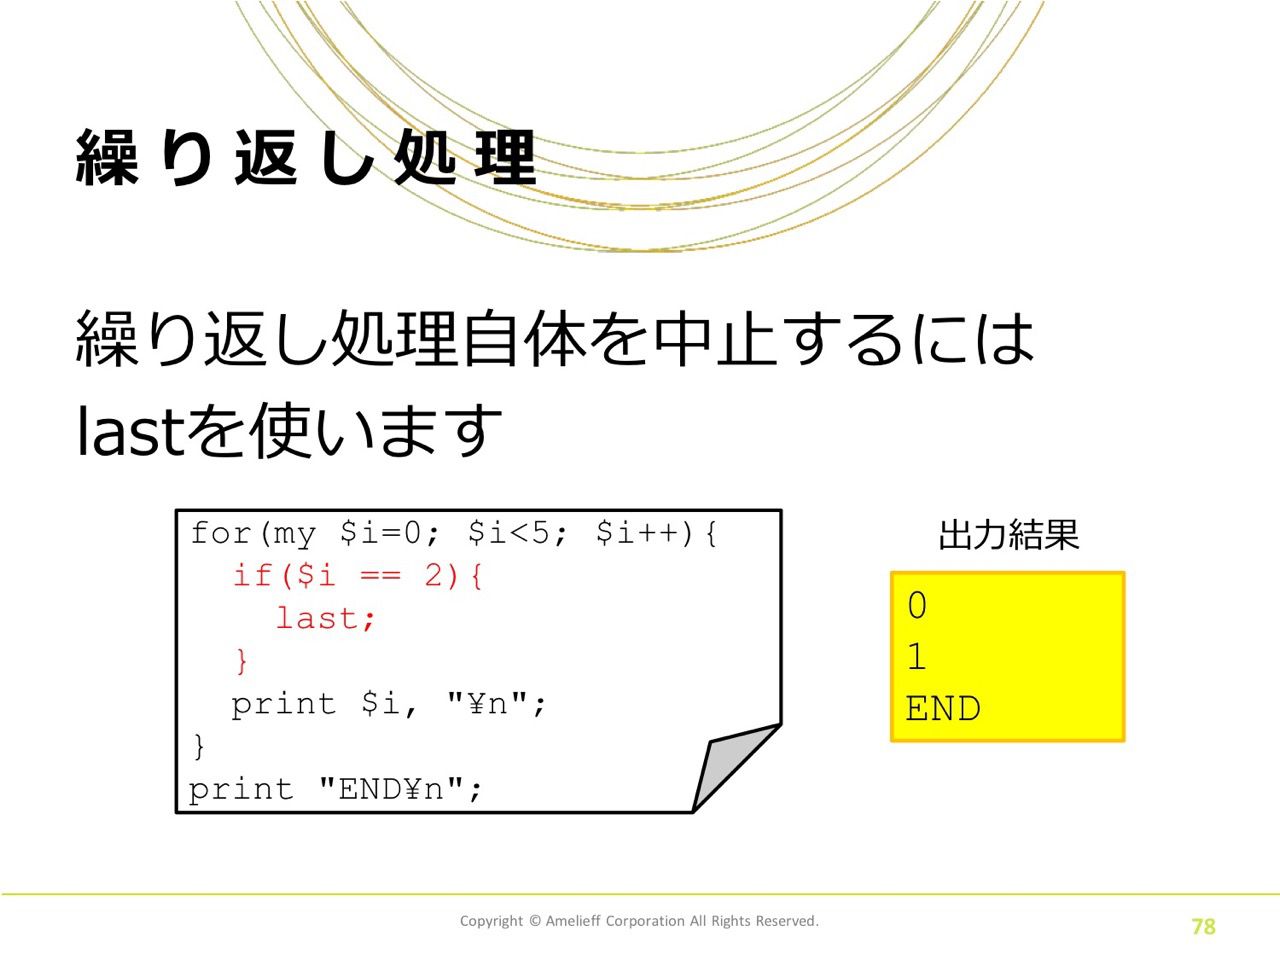 繰り返し処理
繰り返し処理自体を中止するには
lastを使います
for(my $i=0; $i<5; $i++){
  if($i == 2){
    last;
  }
  print $i, "¥n";
}
print "END¥n";
出力結果
0
1
END
Copyright © Amelieff Corporation All Rights Reserved.
78